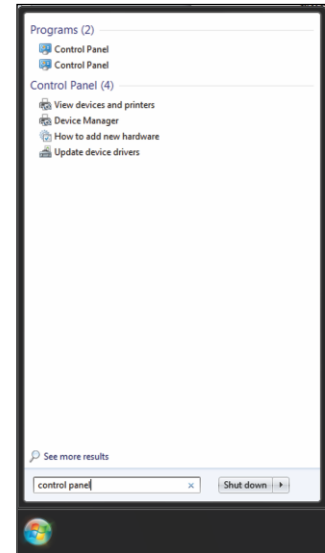 Programs (2)
Control Panel
Control Panel
Control Panel (4)
View devices and printers
Device Manager
How to add new hardware
Update device drivers
See more results
control panel
Shut down